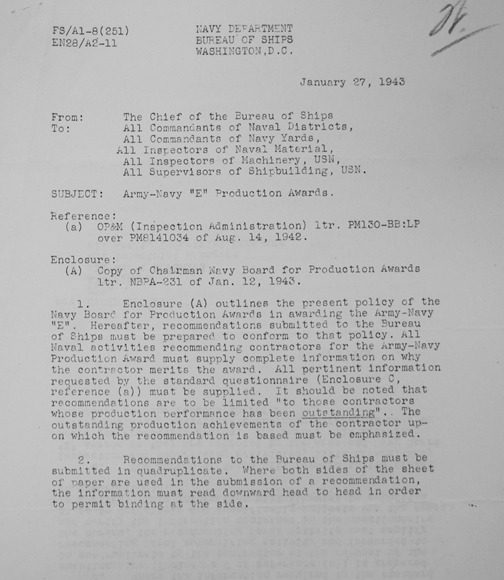 FS/A1-8(251)
EN28/A2-11
NAVY DEPARTMENT
BUREAU OF SHIPS
WASHINGTON,D.C.
January 27, 1943
From: The Chief of the Bureau of Ships
To: All Commandants of Naval Districts,
All Commandants of Navy Yards,
All Inspectors of Naval Material,
All Inspectors of Machinery, USN,
All Supervisors of Shipbuilding, USN.
SUBJECT: Army-Navy "E" Production Awards.
Reference:
(a) OP&M (Inspection Administration) ltr. PM130-BB:LP
over PM8141034 of Aug. 14, 1942.
Enclosure:
(A) Copy of Chairman Navy Board for Production Awards
ltr. NBPA-231 of Jan. 12, 1943.
1. Enclosure (A) outlines the present policy of the
Navy Board for Production Awards in awarding the Army-Navy
"E". Hereafter, recommendations submitted to the Bureau
of Ships must be prepared to conform to that policy. All
Naval activities recommending contractors for the Army-Navy
Production Award must supply complete information on why
the contractor merits the award. All pertinent information
requested by the standard questionnaire (Enclosure C,
reference (a)) must be supplied. It should be noted that
recommendations are to be limited "to those contractors
whose production performance has been outstanding".. The
outstanding production achievements of the contractor up-
on which the recommendation is based must be emphasized.
2. Recommendations to the Bureau of Ships must be
submitted in quadruplicate. Where both sides of the sheet
of paper are used in the submission of a recommendation,
the information must read downward head to head in order
to permit binding at the side.